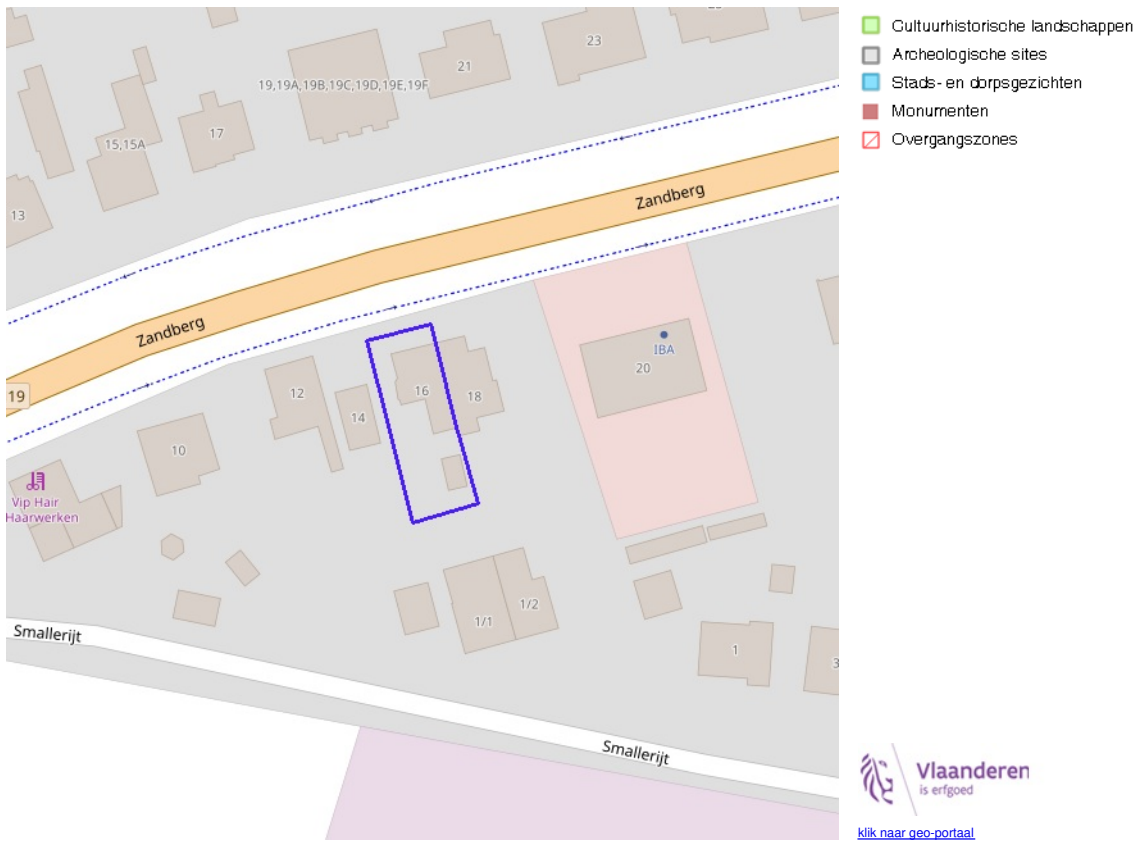 23
21
19,19A,19B,19C,19D,19E,19F
17
15,15A
13
Zandberg
Zandberg
19
IBA
20
16
18
12
14
10
Vip Hair
Haarwerken
1/2
1/1
1
3
Smallerijt
Smallerijt
Cultuurhistorische landschappen
Archeologische sites
Stads- en dorpsgezichten
Monumenten
Overgangszones
Vlaanderen
is erfgoed
klik naar geo-portaal